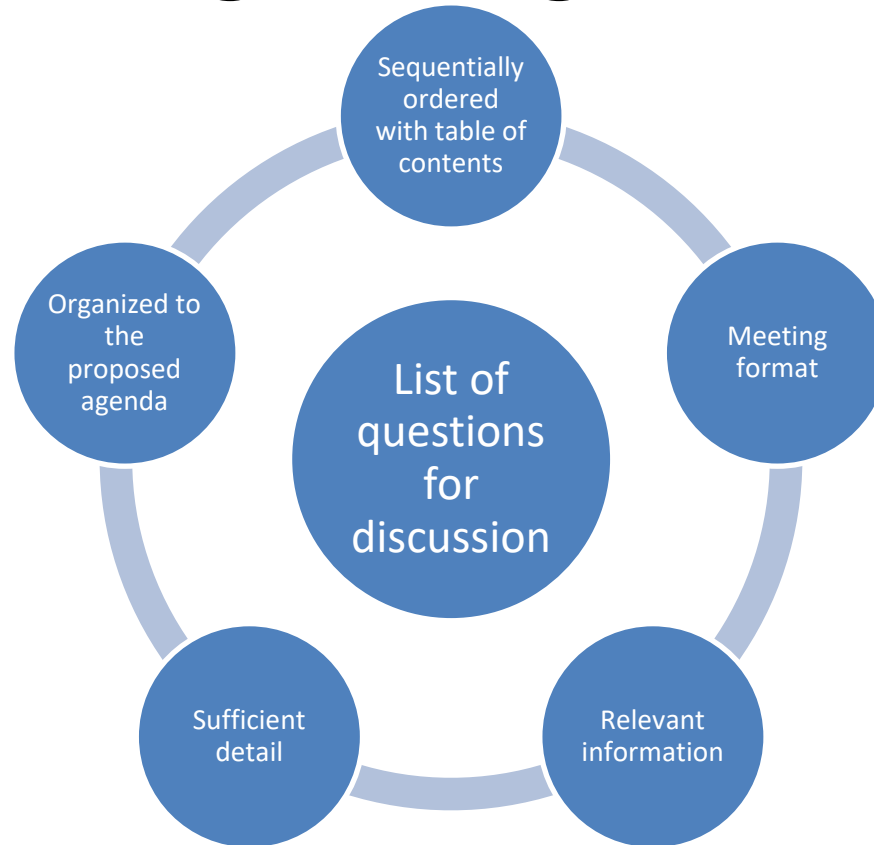 Sequentially
ordered
with table of
contents
Meeting
format
Relevant
information
Sufficient
detail
Organized to
the
proposed
agenda
List of
questions
for
discussion